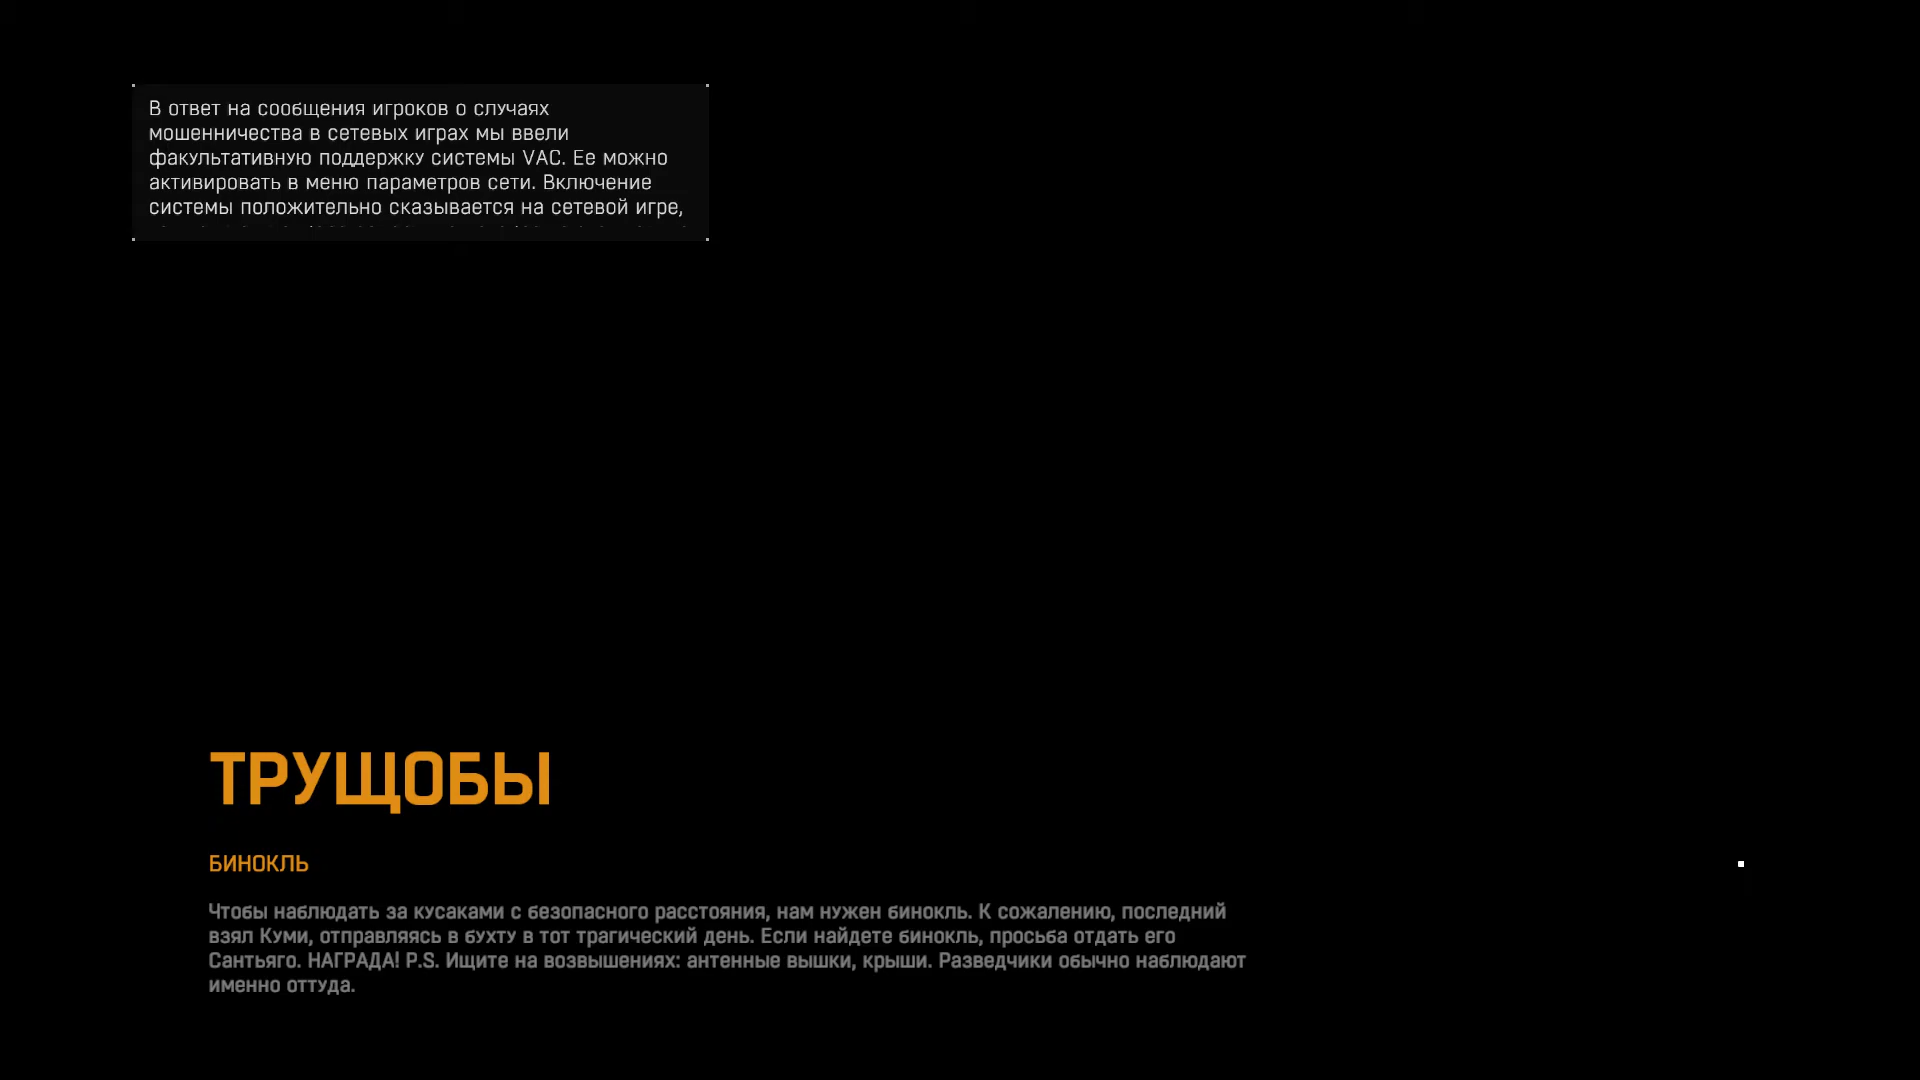 В ответ на сообщения игроков о случаях
мошенничества в сетевых играх мы ввели
факультативную поддержку системы VAC. Ее можно
активировать в меню параметров сети. Включение
системы положительно сказывается на сетевой игре,
ТРУЩОБЫ
БИНОКЛЬ
Чтобы наблюдать за кусаками с безопасного расстояния, нам нужен бинокль. К сожалению, последний
взял Куми, отправляясь в бухту в тот трагический день. Если найдете бинокль, просьба отдать его
Сантьяго. НАГРАДА! P.S. Ищите на возвышениях: антенные вышки, крыши. Разведчики обычно наблюдают
именно оттуда.